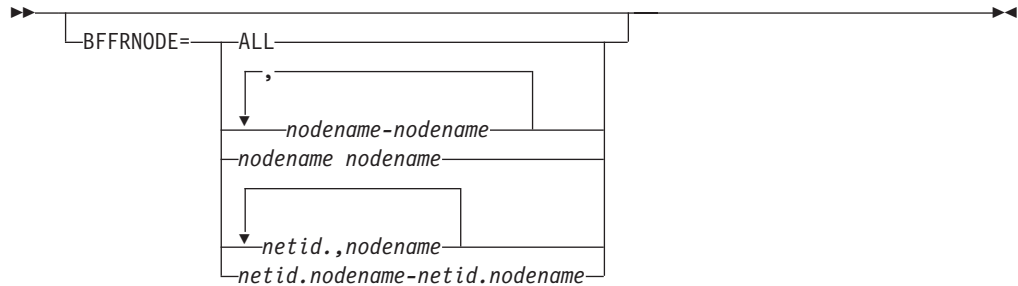 BFFRNODE=
ALL
,
nodename-nodename
nodename nodename
netid.,nodename
netid.nodename-netid.nodename